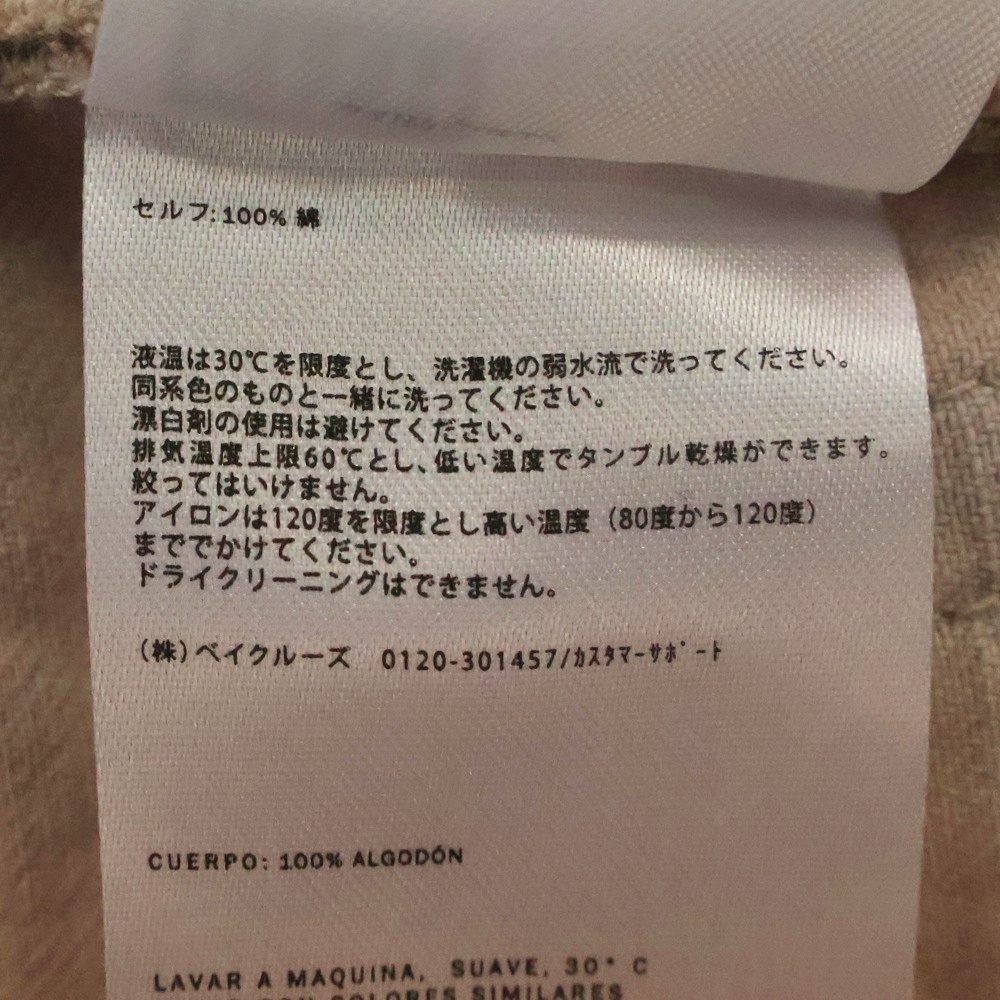 セルフ:100% 綿
液温は30℃を限度とし、洗濯機の弱水流で洗ってください。
同系色のものと一緒に洗ってください。
漂白剤の使用は避けてください。
排気温度上限60℃とし、低い温度でタンブル乾燥ができます。
絞ってはいけません。
アイロンは120度を限度とし高い温度（80度から120度）
まででかけてください。
ドライクリーニングはできません。
(株)ベイクルーズ 0120-301457/ｶｽﾀﾏｰｻﾎﾟｰﾄ
CUERPO: 100% ALGODÓN
LAVAR A MAQUINA, SUAVE, 30° C
CON COLORES SIMILARES